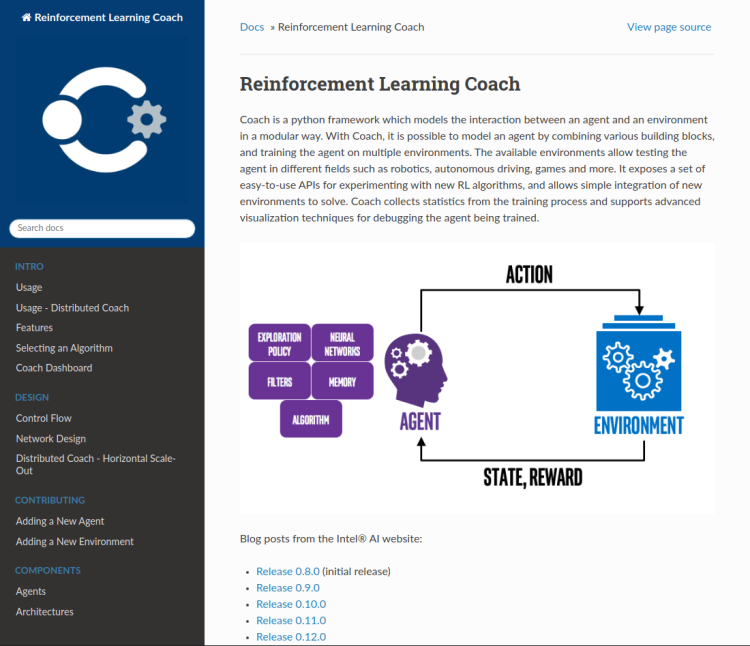 Reinforcement Learning Coach
Search docs
INTRO
Usage
Usage - Distributed Coach
Features
Selecting an Algorithm
Coach Dashboard
DESIGN
Control Flow
Network Design
Distributed Coach - Horizontal Scale-
Out
CONTRIBUTING
Adding a New Agent
Adding a New Environment
COMPONENTS
Agents
Architectures
Docs » Reinforcement Learning Coach
View page source
Reinforcement Learning Coach
Coach is a python framework which models the interaction between an agent and an environment
in a modular way. With Coach, it is possible to model an agent by combining various building blocks,
and training the agent on multiple environments. The available environments allow testing the
agent in different fields such as robotics, autonomous driving, games and more. It exposes a set of
easy-to-use APIs for experimenting with new RL algorithms, and allows simple integration of new
environments to solve. Coach collects statistics from the training process and supports advanced
visualization techniques for debugging the agent being trained.
ACTION
EXPLORATION
POLICY
NEURAL
NETWORKS
FILTERS
MEMORY
ALGORITHM
AGENT
ENVIRONMENT
STATE, REWARD
Blog posts from the Intel® AI website:
• Release 0.8.0 (initial release)
• Release 0.9.0
• Release 0.10.0
• Release 0.11.0
• Release 0.12.0